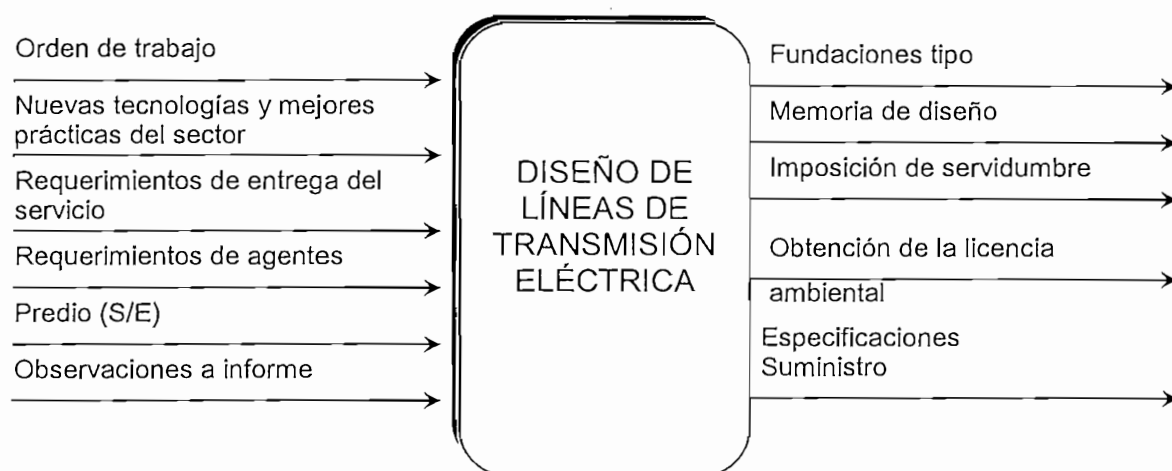 Orden de trabajo
Nuevas tecnologías y mejores
prácticas del sector
Requerimientos de entrega del
servicio
Requerimientos de agentes
Predio (S/E)
Observaciones a informe
DISEÑO DE
LÍNEAS DE
TRANSMISIÓN
ELÉCTRICA
Fundaciones tipo
Memoria de diseño
Imposición de servidumbre
Obtención de la licencia
ambiental
Especificaciones
Suministro